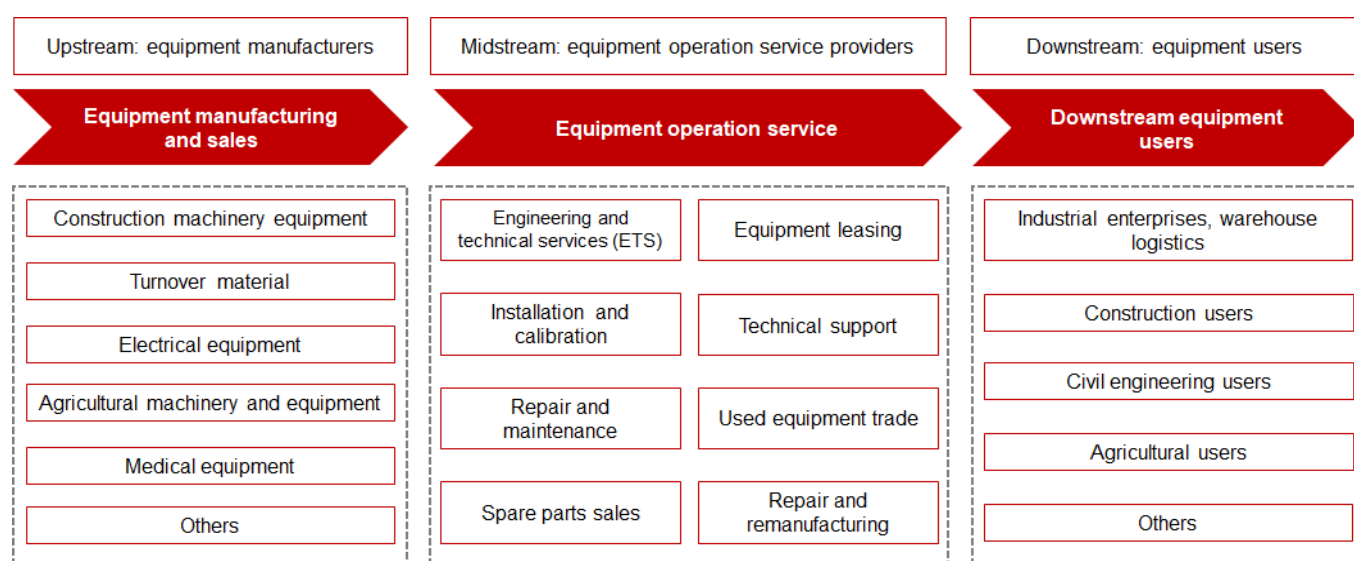 Upstream: equipment manufacturers
Midstream: equipment operation service providers
Downstream: equipment users
Equipment manufacturing
and sales
Equipment operation service
Downstream equipment
users
Construction machinery equipment
Turnover material
Electrical equipment
Agricultural machinery and equipment
Medical equipment
Others
Engineering and
technical services (ETS)
Equipment leasing
Installation and
calibration
Technical support
Repair and
maintenance
Used equipment trade
Spare parts sales
Repair and
remanufacturing
Industrial enterprises, warehouse
logistics
Construction users
Civil engineering users
Agricultural users
Others